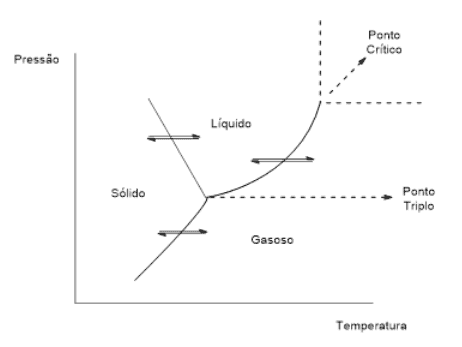 Ponto
Crítico
Pressão
Líquido
Sólido
Ponto
Triplo
Gasoso
Temperatura